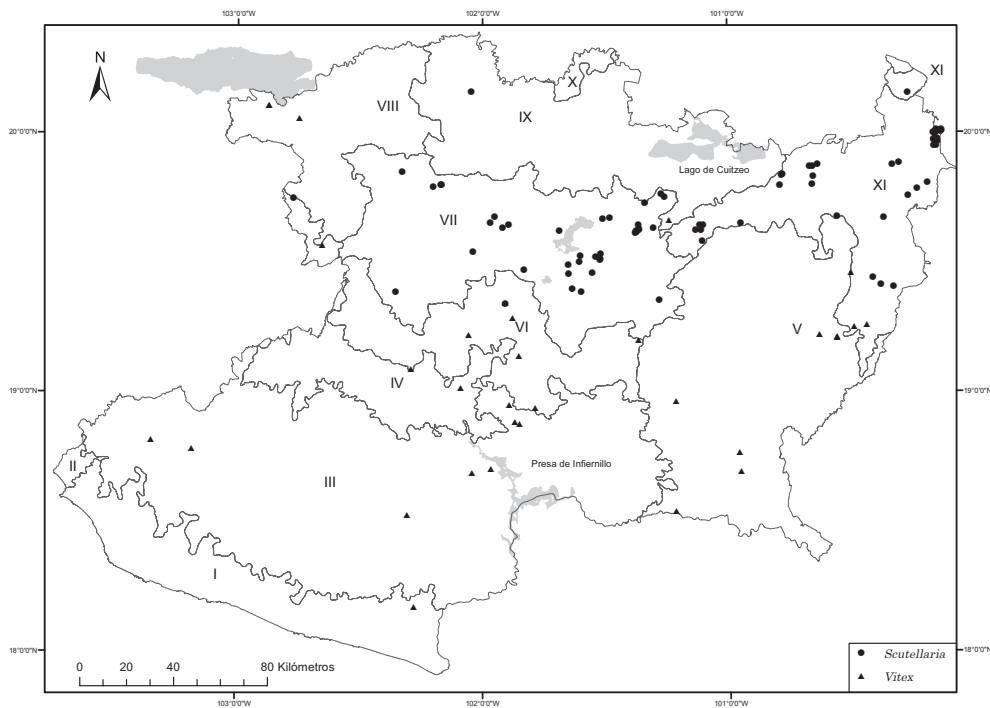 103°0'0"W 102°0'0"W 101°0'0"W
N
XI
X
VIII
IX
20°0'0"N 20°0'0"N
Lago de Cuitzeo
XI
VII
VI
V
IV
19°0'0"N 19°0'0"N
II
Presa de Infiernillo
III
I
18°0'0"N 18°0'0"N
0 20 40 80 Kilómetros
Scutellaria
Vitex
103°0'0"W 102°0'0"W 101°0'0"W